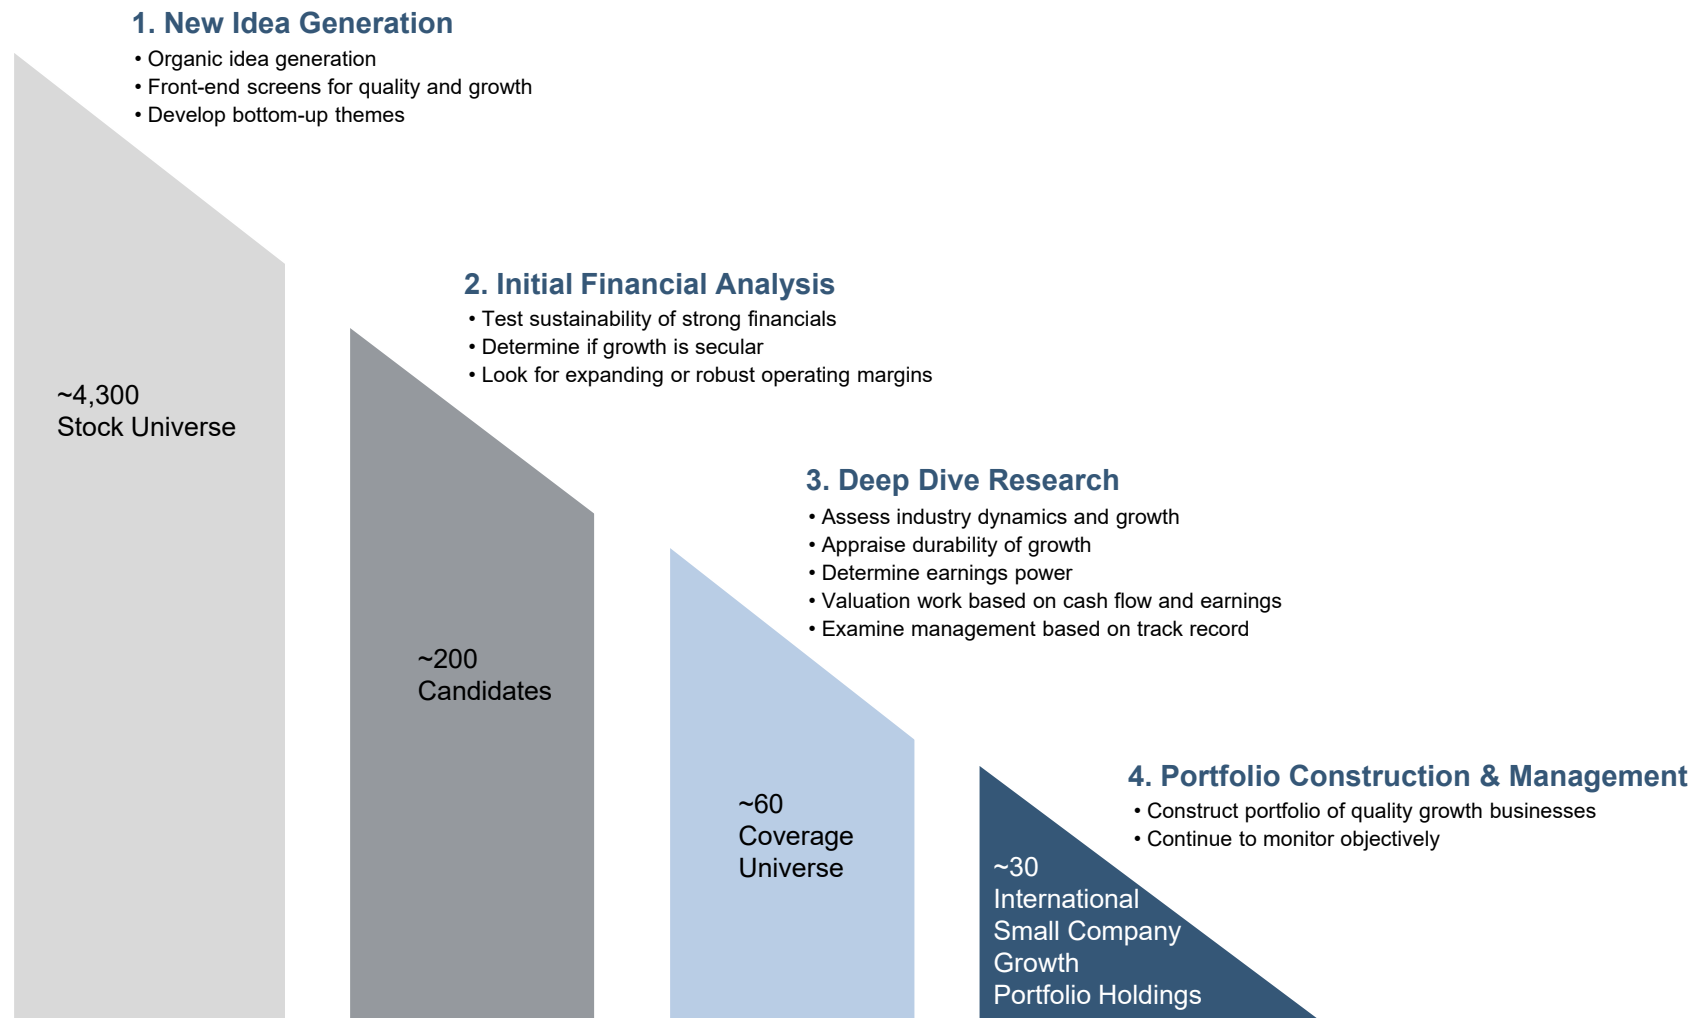 1. New Idea Generation
• Organic idea generation
• Front-end screens for quality and growth
• Develop bottom-up themes
~4,300
Stock Universe
2. Initial Financial Analysis
• Test sustainability of strong financials
• Determine if growth is secular
• Look for expanding or robust operating margins
~200
Candidates
3. Deep Dive Research
• Assess industry dynamics and growth
• Appraise durability of growth
• Determine earnings power
• Valuation work based on cash flow and earnings
• Examine management based on track record
~60
Coverage
Universe
4. Portfolio Construction & Management
• Construct portfolio of quality growth businesses
• Continue to monitor objectively
~30
International
Small Company
Growth
Portfolio Holdings